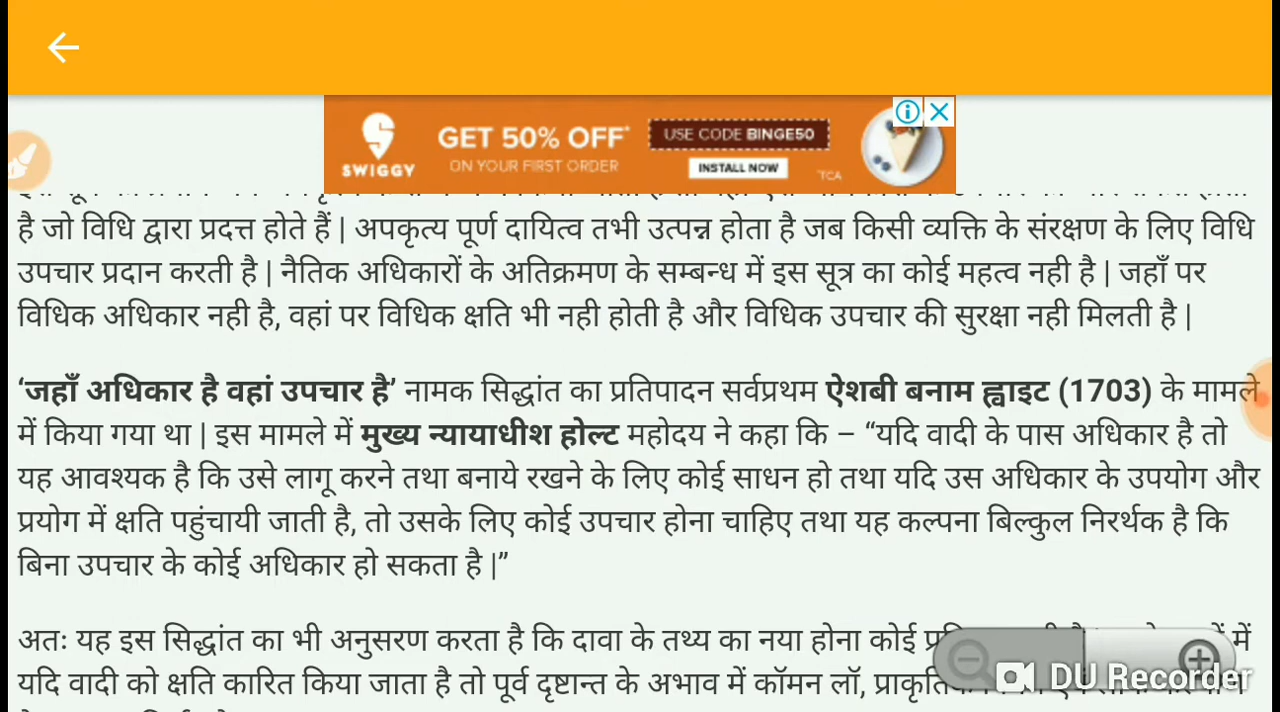 GET 50% OFF*
USE CODE BINGE50
SWIGGY
ON YOUR FIRST ORDER
INSTALL NOW
*TCA
है जो विधि द्वारा प्रदत्त होते हैं | अपकृत्य पूर्ण दायित्व तभी उत्पन्न होता है जब किसी व्यक्ति के संरक्षण के लिए विधि
उपचार प्रदान करती है | नैतिक अधिकारों के अतिक्रमण के सम्बन्ध में इस सूत्र का कोई महत्व नही है | जहाँ पर
विधिक अधिकार नही है, वहां पर विधिक क्षति भी नही होती है और विधिक उपचार की सुरक्षा नही मिलती है |
‘जहाँ अधिकार है वहां उपचार है’ नामक सिद्धांत का प्रतिपादन सर्वप्रथम ऐशबी बनाम ह्वाइट (1703) के मामले
में किया गया था | इस मामले में मुख्य न्यायाधीश होल्ट महोदय ने कहा कि – “यदि वादी के पास अधिकार है तो
यह आवश्यक है कि उसे लागू करने तथा बनाये रखने के लिए कोई साधन हो तथा यदि उस अधिकार के उपयोग और
प्रयोग में क्षति पहुंचायी जाती है, तो उसके लिए कोई उपचार होना चाहिए तथा यह कल्पना बिल्कुल निरर्थक है कि
बिना उपचार के कोई अधिकार हो सकता है |”
अतः यह इस सिद्धांत का भी अनुसरण करता है कि दावा के तथ्य का नया होना कोई में
यदि वादी को क्षति कारित किया जाता है तो पूर्व दृष्टान्त के अभाव में कॉमन लॉ,
DU Recorder